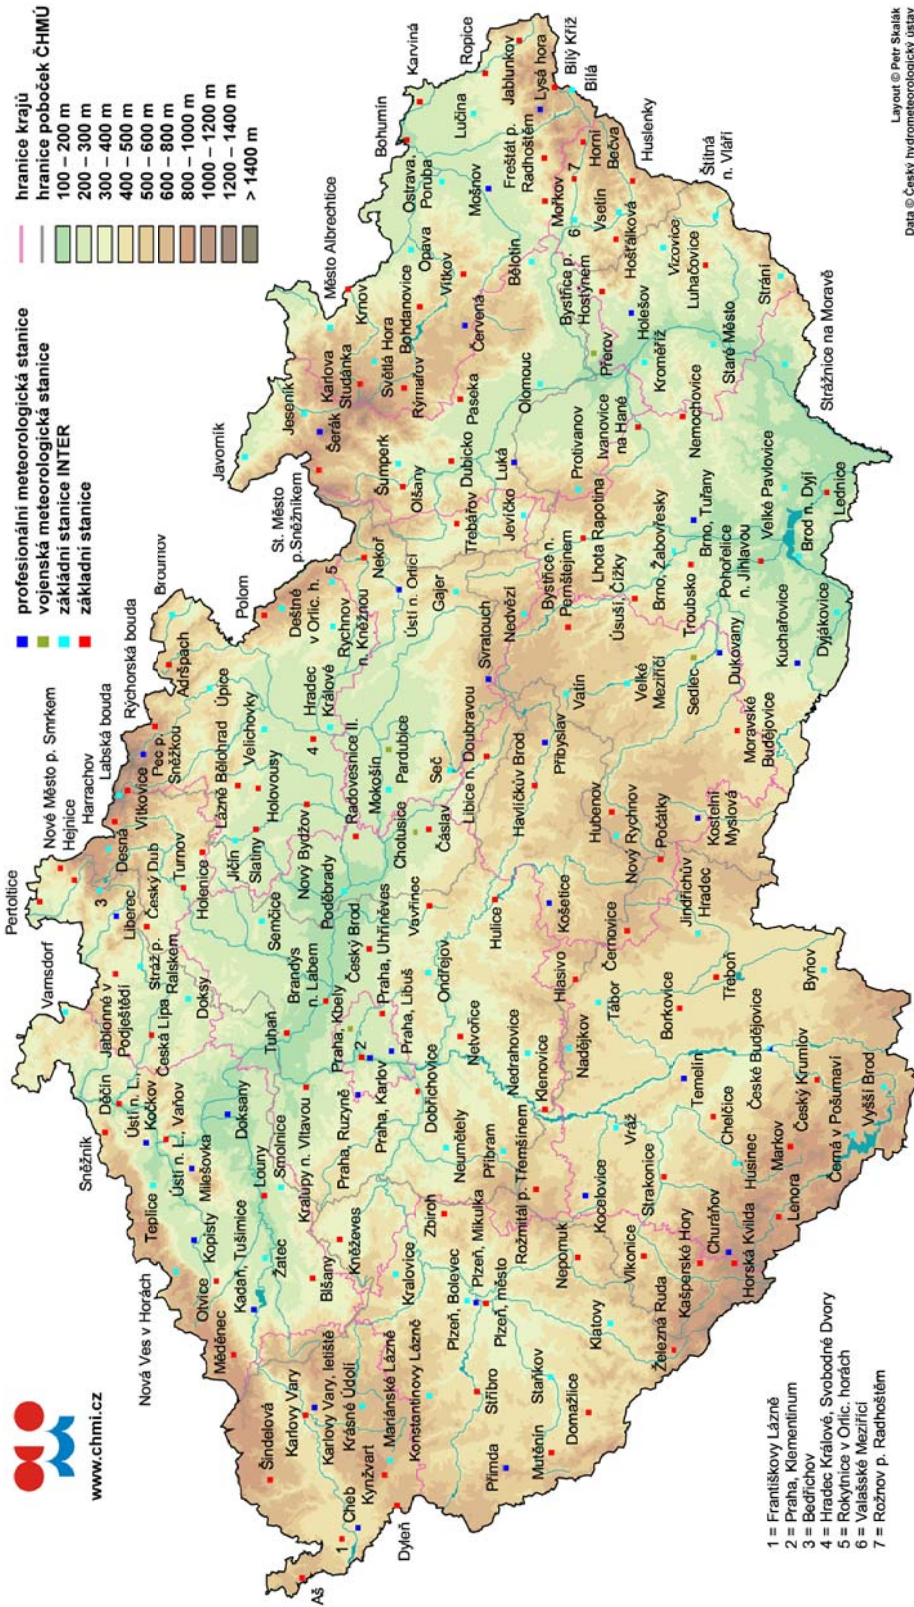 www.chmi.cz
profesionální meteorologická stanice
vojenská meteorologická stanice
základní stanice INTER
základní stanice
hranice krajů
hranice poboček ČHMÚ
100 – 200 m
200 – 300 m
300 – 400 m
400 – 500 m
500 – 600 m
600 – 800 m
800 – 1000 m
1000 – 1200 m
1200 – 1400 m
> 1400 m
Pertoltice
Nové Město p. Smrkem
Hejnice
Harrachov
Labská bouda
Rýchorská bouda
Varnsdorf
Liberec
3
Desná
Vítkovice
Pec p.
Sněžkou
Adršpach
Broumov
Sněžník
Děčín
Jablonné v
Podještědí
Český Dub
Česká Lípa
Stráž p.
Ralskem
Turnov
Úpice
Polom
Javorník
Ústí n. L.
Kočkov
Ústí n. L., Vaňov
Teplice
Milešovka
Doksy
Holenice
Jičín
Slatiny
Lázně Bělohrad
Holovousy
Velichovky
Deštné
v Orlic. h
St. Město
p.Sněžníkem
Jeseník
Šerák
Karlova
Studánka
Město Albrechtice
Krnov
Nová Ves v Horách
Kopisty
Otvice
Doksany
Tuhaň
Semčice
Nový Bydžov
4
Hradec
Králové
Rychnov
n. Kněžnou
5
Nekoř
Světlá Hora
Bohdanovice
Rýmařov
Opava
Bohumín
Karviná
Ostrava,
Poruba
Lučina
Ropice
Měděnec
Kadaň, Tušimice
Louny
Smolnice
Žatec
Kralupy n. Vltavou
Brandýs
n. Labem
Poděbrady
Radovesnice II.
Mokošín
Pardubice
Ústí n. Orlicí
Šumperk
Olšany
Dubicko
Paseka
Červená
Vítkov
Mošnov
Jablunkov
Lysá hora
Bílý Kříž
Bílá
Šindelová
Karlovy Vary
Karlovy Vary, letiště
Krásné Údolí
Mariánské Lázně
Konstantinovy Lázně
Blšany
Kněževes
Kralovice
Praha, Ruzyně
Praha, Karlov
2
Praha, Kbely
Praha, Libuš
Praha, Uhříněves
Český Brod
Chotusice
Čáslav
Seč
Libice n. Doubravou
Svratouch
Gajer
Třebářov
Nedvězí
Jevíčko
Luká
Olomouc
Bělotín
Freštát p.
Radhoštěm
Mořkov
7
Horní
Bečva
Aš
1
Cheb
Kynžvart
Dyleň
Zbiroh
Dobřichovice
Neumětely
Příbram
Ondřejov
Netvořice
Vavřinec
Hulice
Havlíčkův Brod
Přibyslav
Bystřice n.
Pernštejnem
Lhota Rapotina
Protivanov
Ivanovice
na Hané
Přerov
Bystřice p.
Hostýnem
6
Vsetín
Hošťálková
Huslenky
Stříbro
Plzeň, Bolevec
Plzeň, Mikulka
Plzeň, město
Rožmitál p. Třemšínem
Nedrahovice
Klenovice
Košetice
Vatín
Velké
Meziříčí
Úsuší, Čížky
Brno, Žabovřesky
Brno, Tuřany
Troubsko
Nemochovice
Kroměříž
Holešov
Vizovice
Luhačovice
Štítná
n. Vláří
Přimda
Staňkov
Mutěnín
Domažlice
Klatovy
Nepomuk
Kocelovice
Vráž
Nadějkov
Hlasivo
Tábor
Černovice
Hubenov
Nový Rychnov
Počátky
Sedlec
Dukovany
Pohořelice
n. Jihlavou
Velké Pavlovice
Staré Město
Strání
Železná Ruda
Vlkonice
Kašperské Hory
Strakonice
Churáňov
Horská Kvilda
Husinec
Chelčice
Temelín
Borkovice
Jindřichův
Hradec
Kostelní
Myslová
Moravské
Budějovice
Kuchařovice
Dyjákovice
Brod n. Dyjí
Lednice
Strážnice na Moravě
Lenora
Markov
České Budějovice
Český Krumlov
Třeboň
Byňov
Černá v Pošumaví
Vyšší Brod
1 = Františkovy Lázně
2 = Praha, Klementinum
3 = Bedřichov
4 = Hradec Králové, Svobodné Dvory
5 = Rokytnice v Orlic. horách
6 = Valašské Meziříčí
7 = Rožnov p. Radhoštěm
Layout © Petr Skalák
Data © Český hydrometeorologický ústav